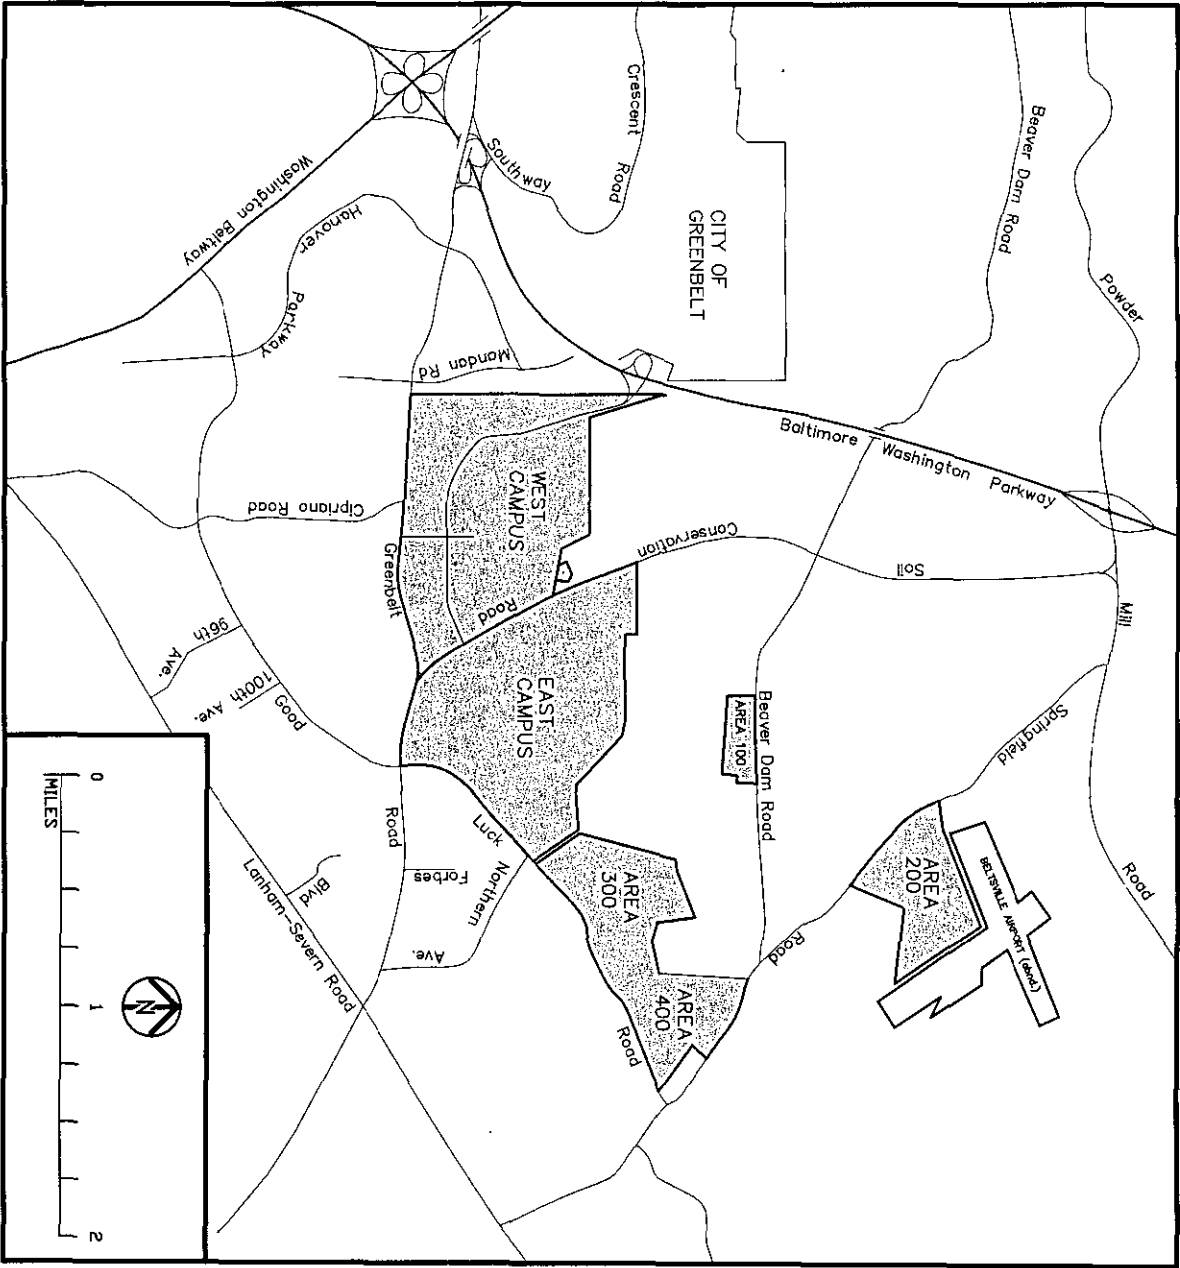 Crescent
Road
Southway
CITY OF
GREENBELT
Beaver Dam Road
Powder
Washington Beltway
Hanover
Parkway
Mandan Rd
Baltimore
Washington
Parkway
WEST
CAMPUS
Cipriano Road
Greenbelt
Road
Conservation
Soil
Mill
96th
Ave.
100th Ave.
Good
EAST
CAMPUS
Beaver Dam Road
AREA 100
Springfield
Luck
Road
Forbes
Northern
Ave.
AREA
300
AREA
200
BELTSVILLE AIRPORT (abnd.)
Road
Road
AREA
400
Road
Blvd
Lanham-Severn Road
0
1
2
MILES
N